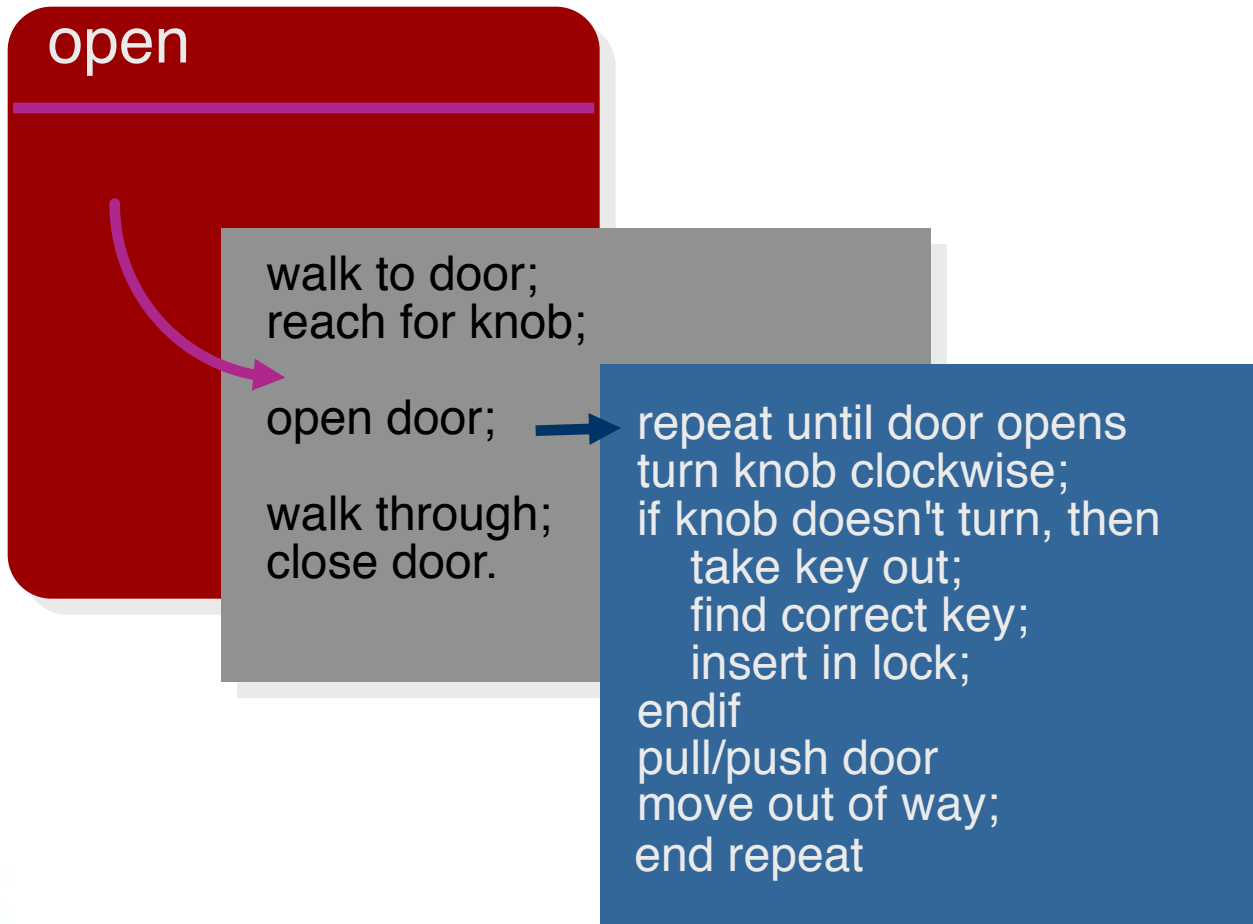 open
walk to door;
reach for knob;
open door;
walk through;
close door.
repeat until door opens
turn knob clockwise;
if knob doesn't turn, then
take key out;
find correct key;
insert in lock;
endif
pull/push door
move out of way;
end repeat